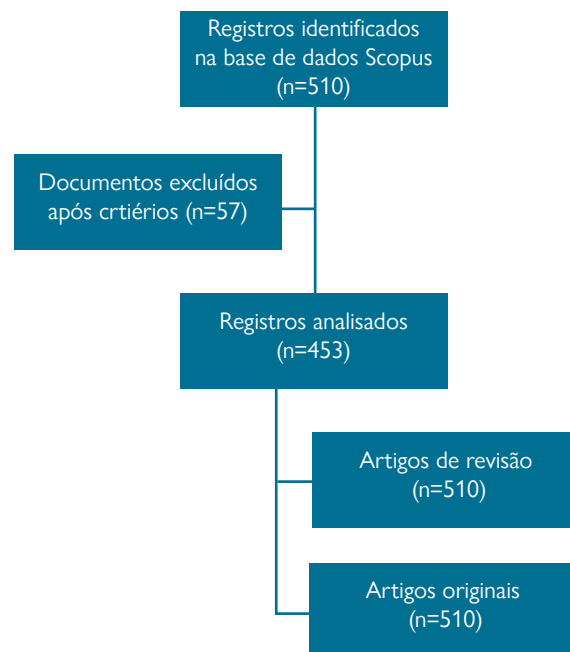 Registros identificados
na base de dados Scopus
(n=510)
Documentos excluídos
após crtiérios (n=57)
Registros analisados
(n=453)
Artigos de revisão
(n=510)
Artigos originais
(n=510)